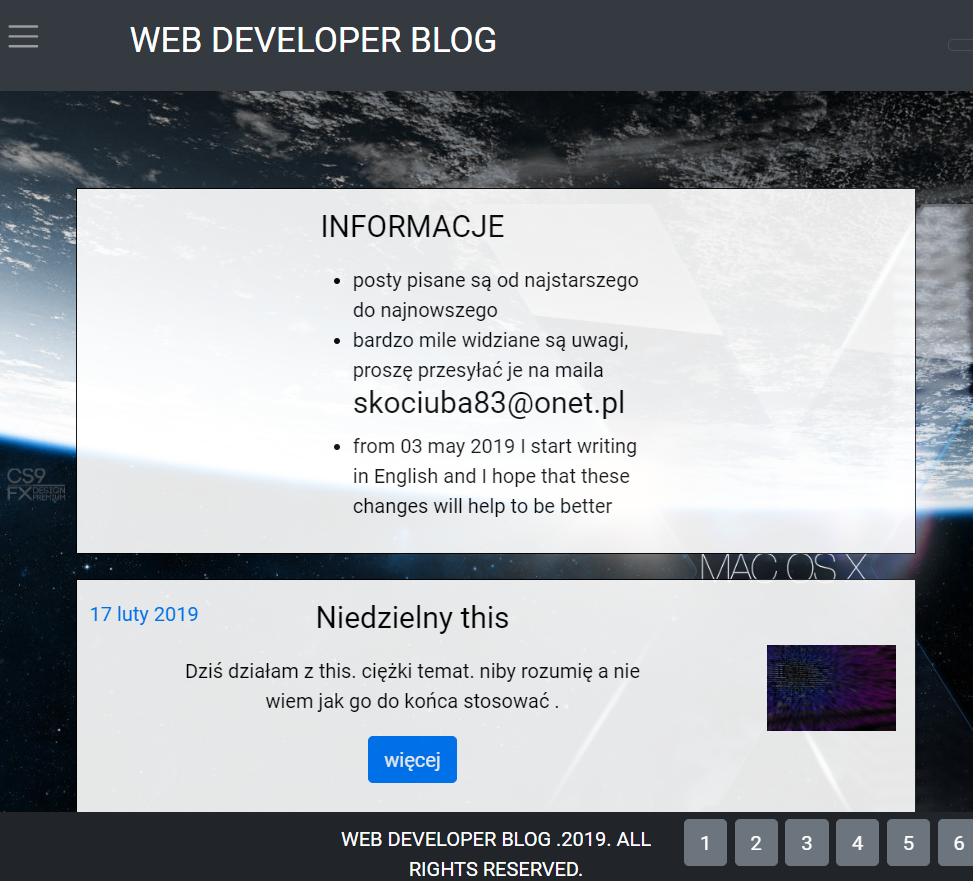 WEB DEVELOPER BLOG
INFORMACJE
posty pisane są od najstarszego
do najnowszego
bardzo mile widziane są uwagi,
proszę przesyłać je na maila
skociuba83@onet.pl
from 03 may 2019 I start writing
in English and I hope that these
changes will help to be better
CS9
FX DESIGN
PREMIUM
MAC OS X
17 luty 2019
Niedzielny this
Dziś działam z this. ciężki temat. niby rozumię a nie
wiem jak go do końca stosować .
więcej
WEB DEVELOPER BLOG .2019. ALL
RIGHTS RESERVED.
1 2 3 4 5 6